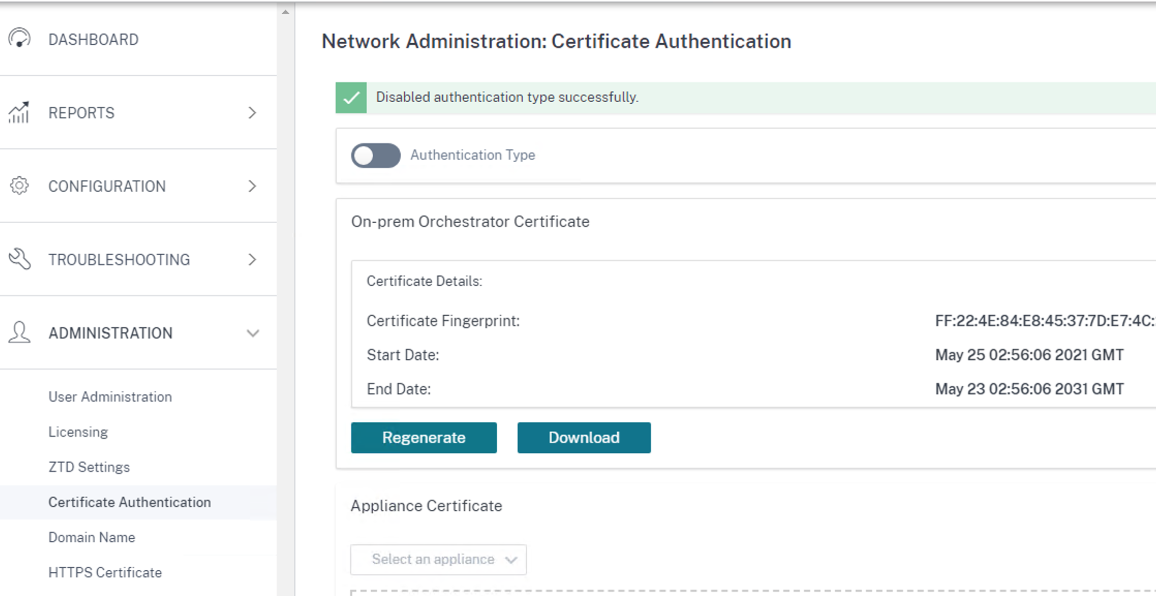 DASHBOARD
REPORTS
CONFIGURATION
TROUBLESHOOTING
ADMINISTRATION
User Administration
Licensing
ZTD Settings
Certificate Authentication
Domain Name
HTTPS Certificate
Network Administration: Certificate Authentication
Disabled authentication type successfully.
Authentication Type
On-prem Orchestrator Certificate
Certificate Details:
Certificate Fingerprint: FF:22:4E:84:E8:45:37:7D:E7:4C:
Start Date: May 25 02:56:06 2021 GMT
End Date: May 23 02:56:06 2031 GMT
Regenerate Download
Appliance Certificate
Select an appliance